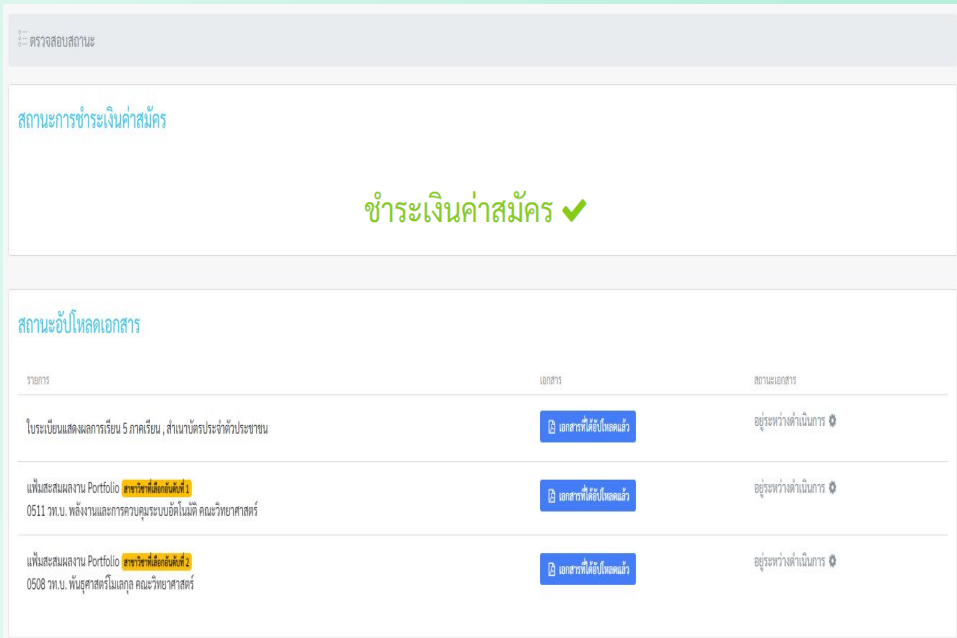 ตรวจสอบสถานะ
สถานะการชำระเงินค่าสมัคร
ชำระเงินค่าสมัคร
สถานะอัปโหลดเอกสาร
รายการ เอกสาร สถานะเอกสาร
ใบระเบียนแสดงผลการเรียน 5 ภาคเรียน , สำเนาบัตรประจำตัวประชาชน เอกสารที่ได้อัปโหลดแล้ว อยู่ระหว่างดำเนินการ
แฟ้มสะสมผลงาน Portfolio สาขาวิชาที่เลือกอันดับที่ 1 เอกสารที่ได้อัปโหลดแล้ว อยู่ระหว่างดำเนินการ
0511 วท.บ. พลังงานและการควบคุมระบบอัตโนมัติ คณะวิทยาศาสตร์
แฟ้มสะสมผลงาน Portfolio สาขาวิชาที่เลือกอันดับที่ 2 เอกสารที่ได้อัปโหลดแล้ว อยู่ระหว่างดำเนินการ
0508 วท.บ. พันธุศาสตร์โมเลกุล คณะวิทยาศาสตร์